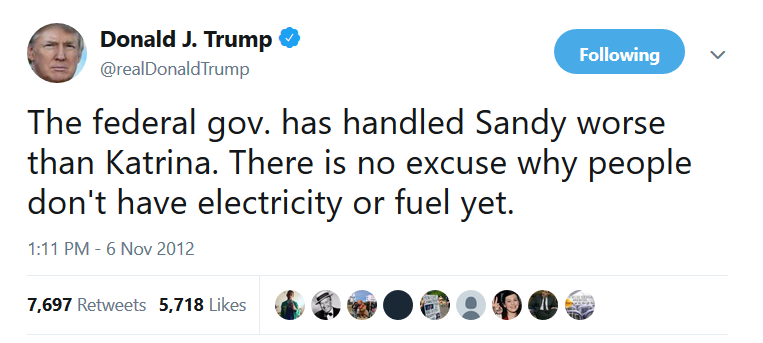 Donald J. Trump
@realDonaldTrump
Following
The federal gov. has handled Sandy worse
than Katrina. There is no excuse why people
don't have electricity or fuel yet.
1:11 PM - 6 Nov 2012
7,697 Retweets 5,718 Likes